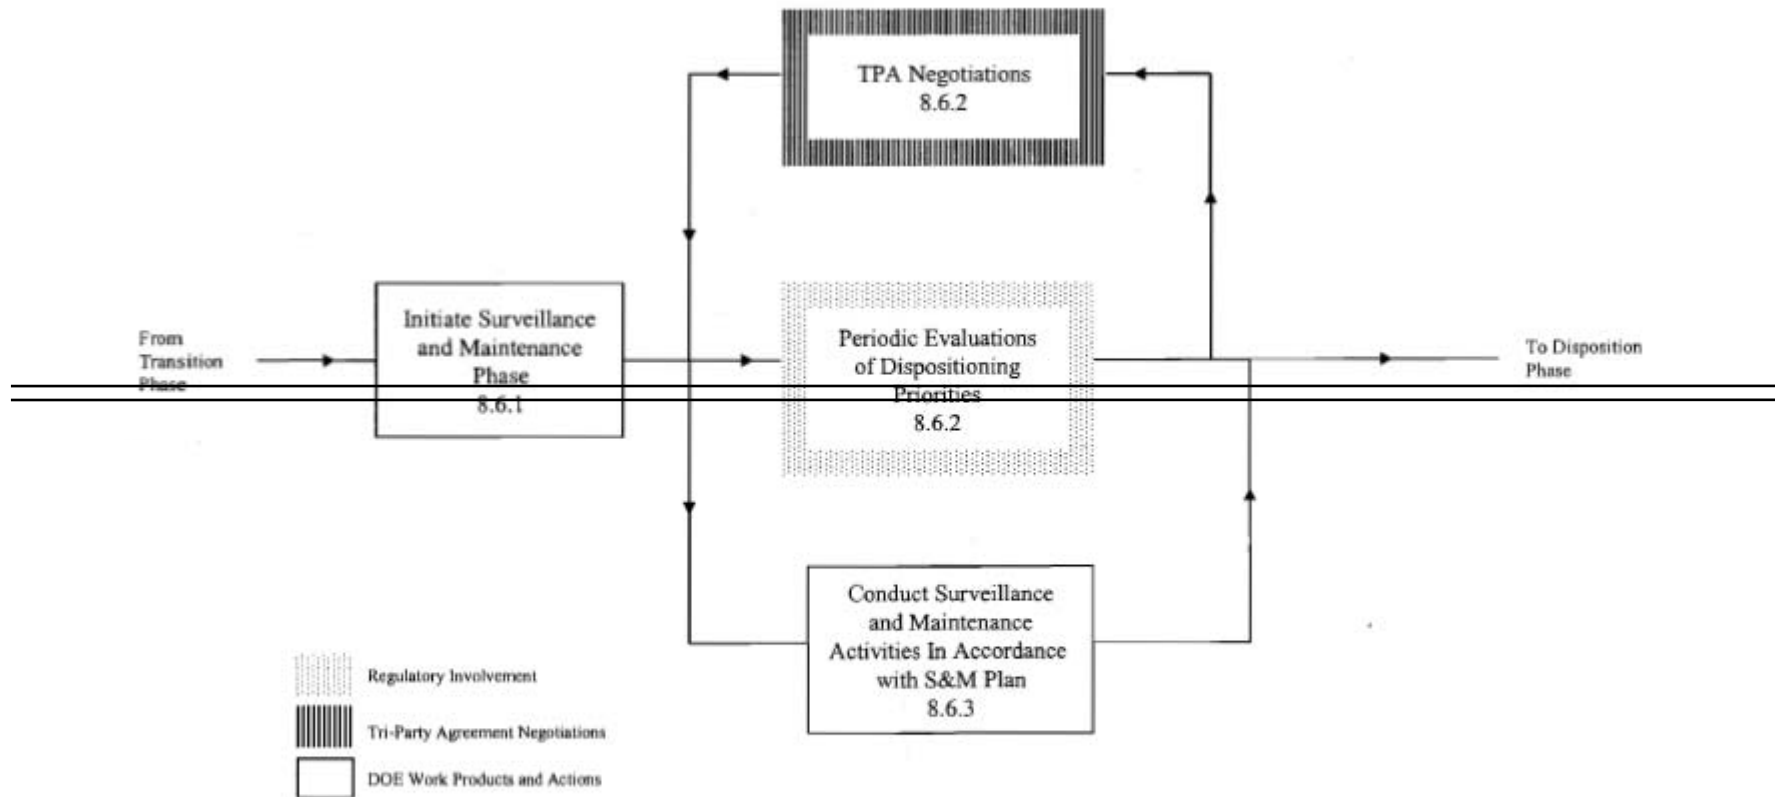 TPA Negotiations
8.6.2
From
Transition
Phase
Initiate Surveillance
and Maintenance
Phase
8.6.1
Periodic Evaluations
of Dispositioning
Priorities
8.6.2
To Disposition
Phase
Conduct Surveillance
and Maintenance
Activities In Accordance
with S&M Plan
8.6.3
Regulatory Involvement
Tri-Party Agreement Negotiations
DOE Work Products and Actions